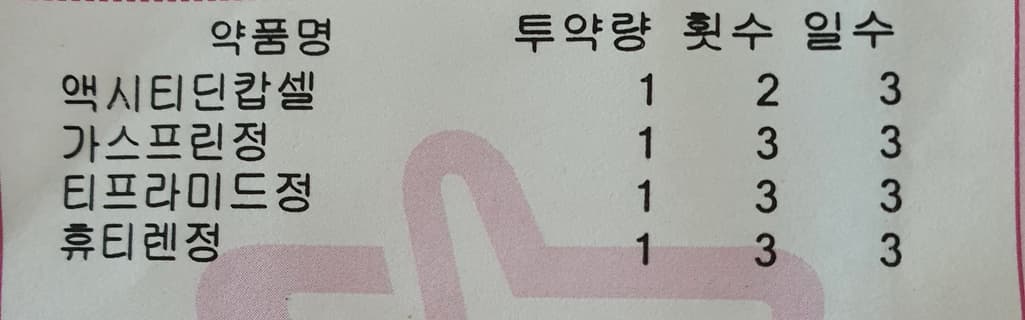 약품명 투약량 횟수 일수
액시티딘캅셀 1 2 3
가스프린정 1 3 3
티프라미드정 1 3 3
휴티렌정 1 3 3